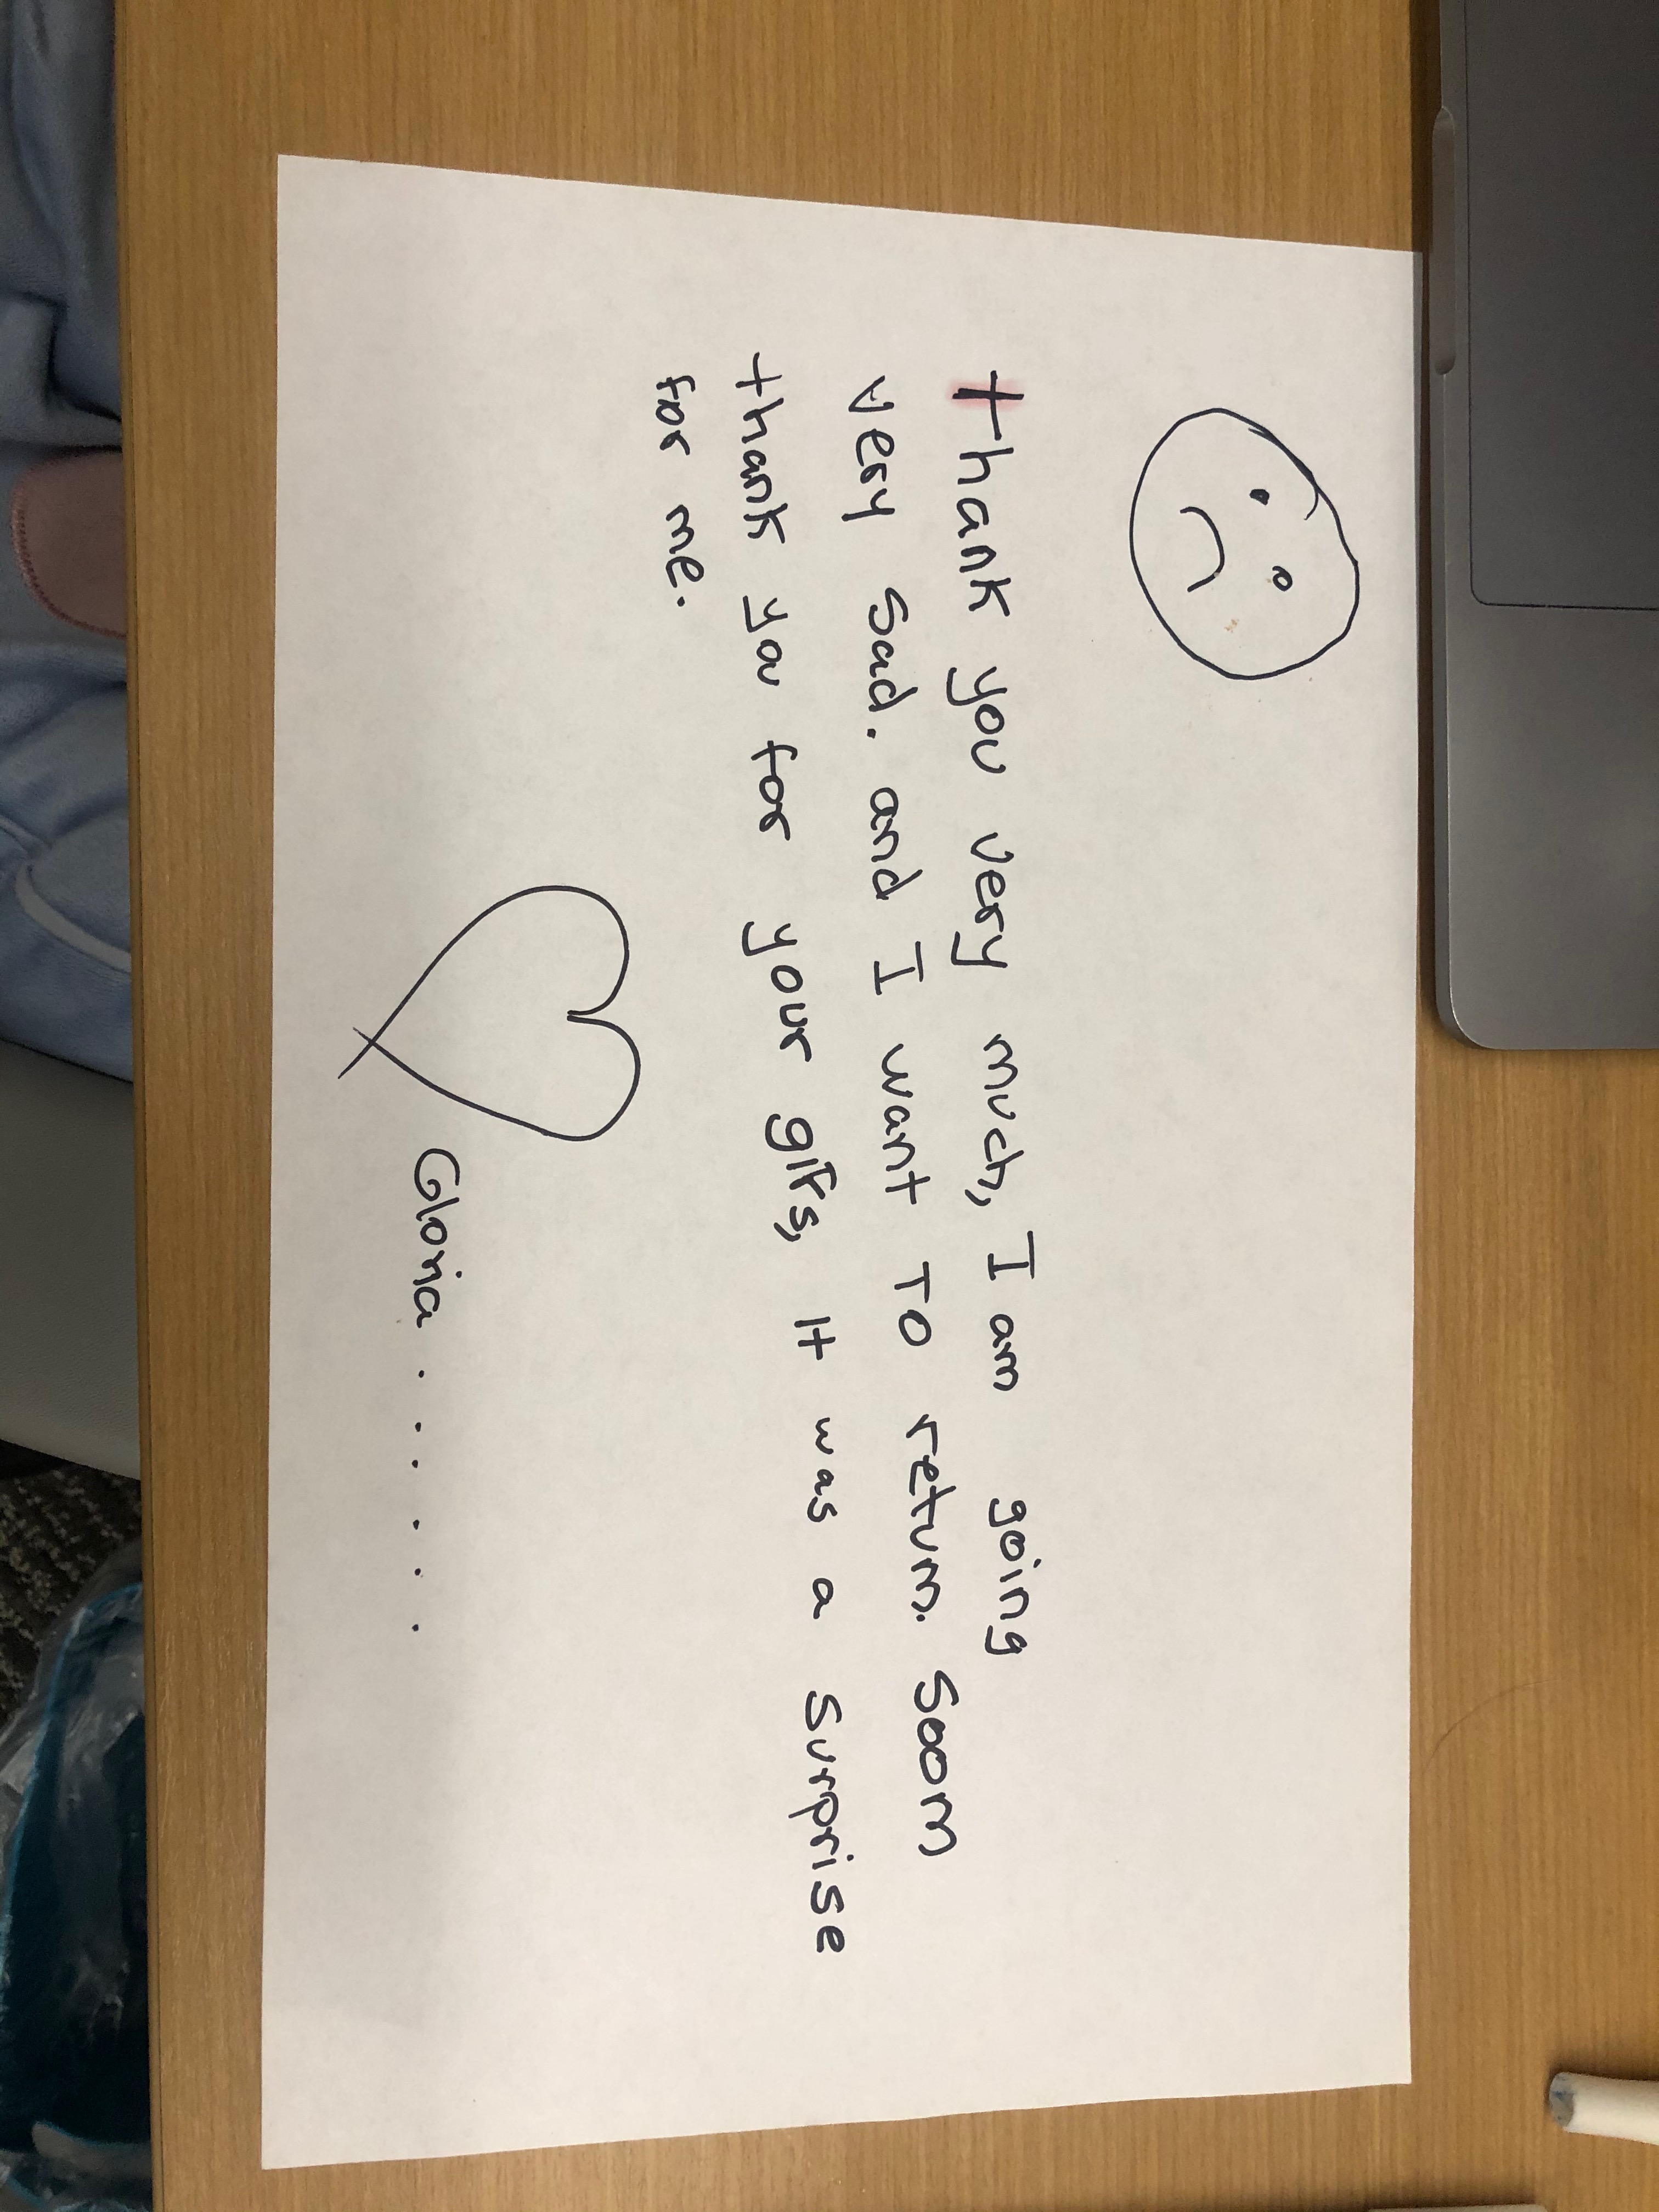 thank you very much, I am going
very sad. and I want TO return. Soom
thank you for your gifts, It was a surprise
for me.
Gloria . . . . . .